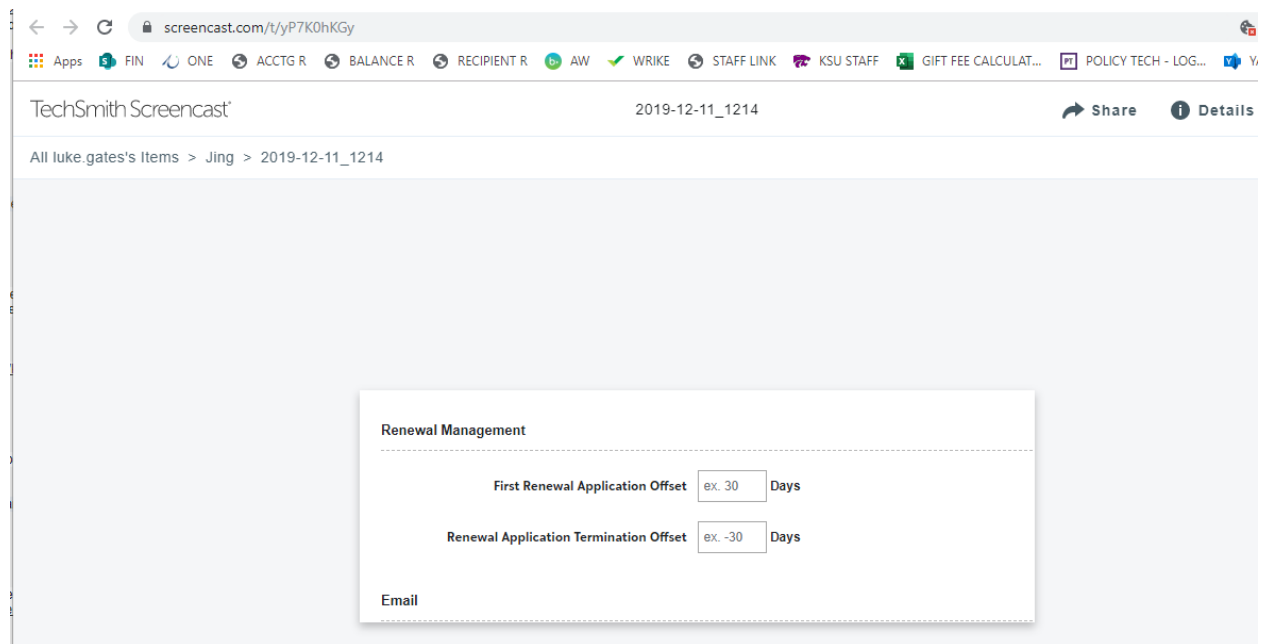 screencast.com/t/yP7K0hKGy
Apps FIN ONE ACCTG R BALANCE R RECIPIENT R AW WRIKE STAFF LINK KSU STAFF GIFT FEE CALCULAT... POLICY TECH - LOG...
TechSmith Screencast® 2019-12-11_1214 Share Details
All luke.gates's Items > Jing > 2019-12-11_1214
Renewal Management
First Renewal Application Offset ex. 30 Days
Renewal Application Termination Offset ex. -30 Days
Email